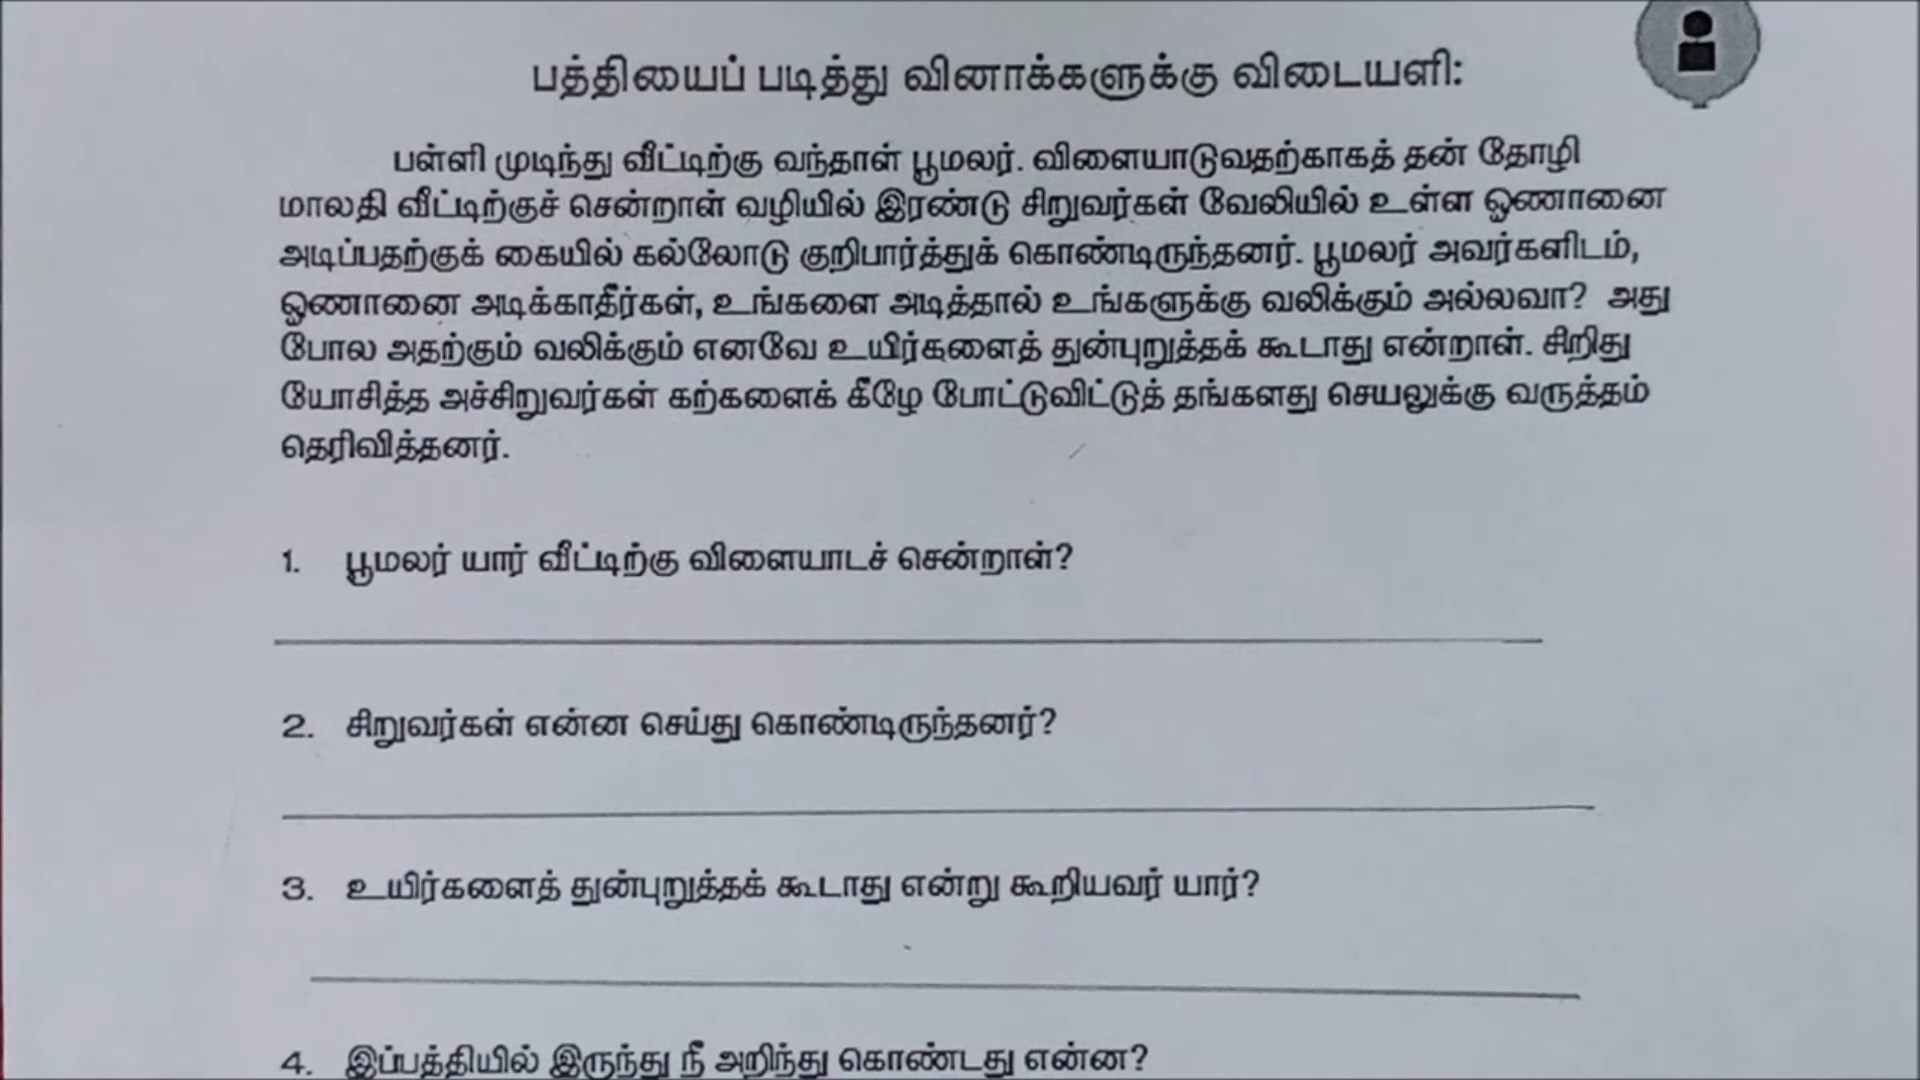 பத்தியைப் படித்து வினாக்களுக்கு விடையளி:
பள்ளி முடிந்து வீட்டிற்கு வந்தாள் பூமலர். விளையாடுவதற்காகத் தன் தோழி
மாலதி வீட்டிற்குச் சென்றாள் வழியில் இரண்டு சிறுவர்கள் வேலியில் உள்ள ஓணானை
அடிப்பதற்குக் கையில் கல்லோடு குறிபார்த்துக் கொண்டிருந்தனர். பூமலர் அவர்களிடம்,
ஓணானை அடிக்காதீர்கள், உங்களை அடித்தால் உங்களுக்கு வலிக்கும் அல்லவா? அது
போல அதற்கும் வலிக்கும் எனவே உயிர்களைத் துன்புறுத்தக் கூடாது என்றாள். சிறிது
யோசித்த அச்சிறுவர்கள் கற்களைக் கீழே போட்டுவிட்டுத் தங்களது செயலுக்கு வருத்தம்
தெரிவித்தனர்.
1. பூமலர் யார் வீட்டிற்கு விளையாடச் சென்றாள்?
2. சிறுவர்கள் என்ன செய்து கொண்டிருந்தனர்?
3. உயிர்களைத் துன்புறுத்தக் கூடாது என்று கூறியவர் யார்?
4. இப்பத்தியில் இருந்து நீ அறிந்து கொண்டது என்ன?